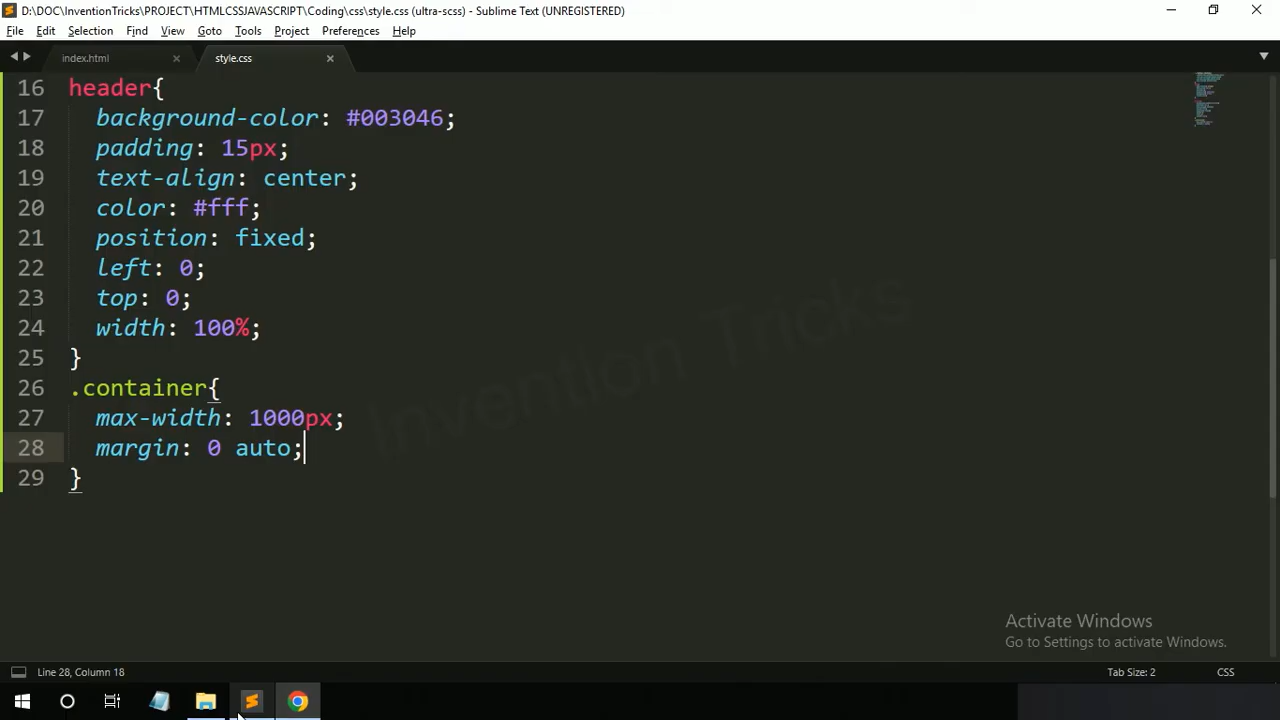 D:\DOC\InventionTricks\PROJECT\HTMLCSSJAVASCRIPT\Coding\css\style.css (ultra-scss) - Sublime Text (UNREGISTERED)
File Edit Selection Find View Goto Tools Project Preferences Help
index.html style.css
16 header{
17 background-color: #003046;
18 padding: 15px;
19 text-align: center;
20 color: #fff;
21 position: fixed;
22 left: 0;
23 top: 0;
24 width: 100%;
25 }
26 .container{
27 max-width: 1000px;
28 margin: 0 auto;
29 }
Invention Tricks
Activate Windows
Go to Settings to activate Windows.
Line 28, Column 18 Tab Size: 2 CSS